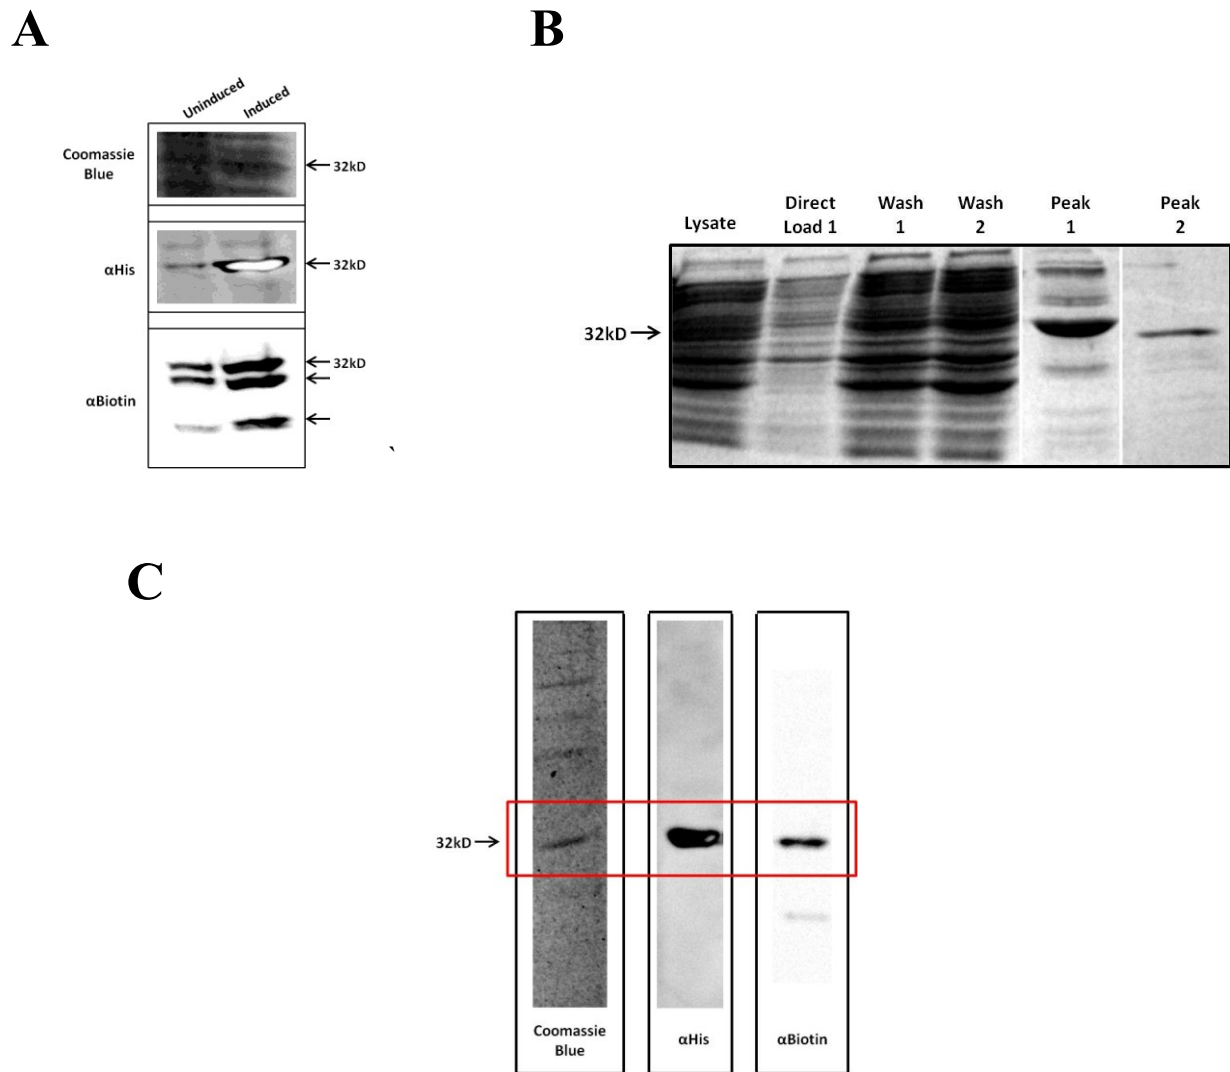 A
Uninduced
Induced
Coomassie
Blue
32kD
αHis
32kD
32kD
αBiotin
B
Lysate
Direct
Load 1
Wash
1
Wash
2
Peak
1
Peak
2
32kD
C
32kD
Coomassie
Blue
αHis
αBiotin